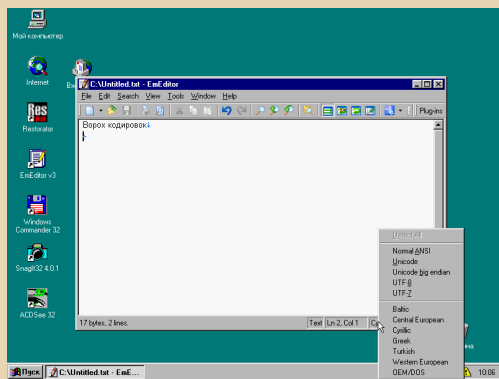 Мой компьютер
Internet
Restorator
EmEditor v3
Windows
Commander 32
SnagIt32 4.0.1
ACDSee 32
C:\Untitled.txt - EmEditor
File Edit Search View Tools Window Help
Plug-ins
Ворох кодировок
17 bytes, 2 lines.
Text Ln 2, Col 1
Detect All
Normal ANSI
Unicode
Unicode big endian
UTF-8
UTF-7
Baltic
Central European
Cyrillic
Greek
Turkish
Western European
OEM/DOS
Пуск C:\Untitled.txt - EmE...
10:06